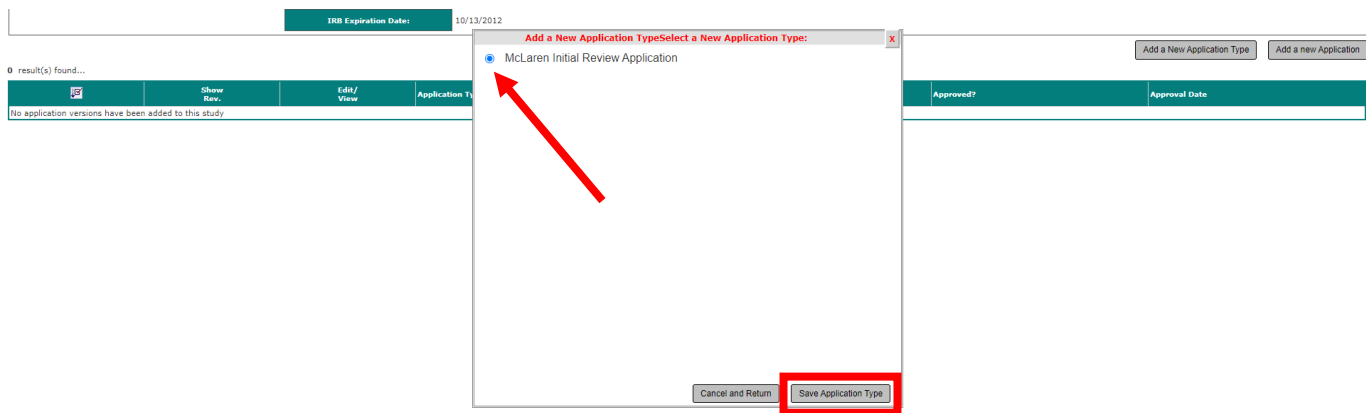 IRB Expiration Date: 10/13/2012
Add a New Application TypeSelect a New Application Type: x
McLaren Initial Review Application
Add a New Application Type Add a new Application
0 result(s) found...
Show Rev. Edit/ View Application Ty Approved? Approval Date
No application versions have been added to this study
Cancel and Return Save Application Type